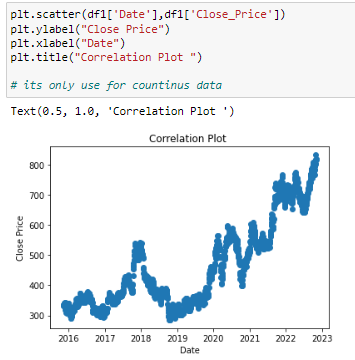 plt.scatter(df1['Date'],df1['Close_Price'])
plt.ylabel("Close Price")
plt.xlabel("Date")
plt.title("Correlation Plot ")
# its only use for countinus data
Text(0.5, 1.0, 'Correlation Plot ')
Correlation Plot
800
700
600
500
400
300
Close Price
2016 2017 2018 2019 2020 2021 2022 2023
Date